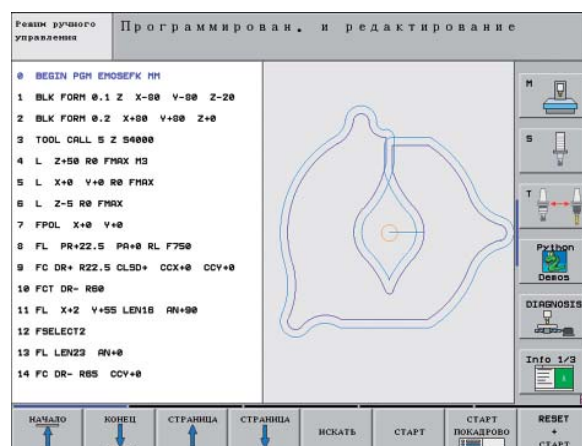 Режим ручного
управления
Программирован. и редактирование
0 BEGIN PGM EMOSEFK MM
1 BLK FORM 0.1 Z X-80 Y-80 Z-20
2 BLK FORM 0.2 X+80 Y+80 Z+0
3 TOOL CALL 5 Z S4000
4 L Z+50 R0 FMAX M3
5 L X+0 Y+0 R0 FMAX
6 L Z-5 R0 FMAX
7 FPOL X+0 Y+0
8 FL PR+22.5 PA+0 RL F750
9 FC DR+ R22.5 CLSD+ CCX+0 CCY+0
10 FCT DR- R60
11 FL X+2 Y+55 LEN16 AN+90
12 FSELECT2
13 FL LEN23 AN+0
14 FC DR- R65 CCY+0
M
S
T
Python
Demos
DIAGNOSIS
Info 1/3
НАЧАЛО
КОНЕЦ
СТРАНИЦА
СТРАНИЦА
ИСКАТЬ
СТАРТ
СТАРТ
ПОКАДРОВО
RESET
+
СТАРТ